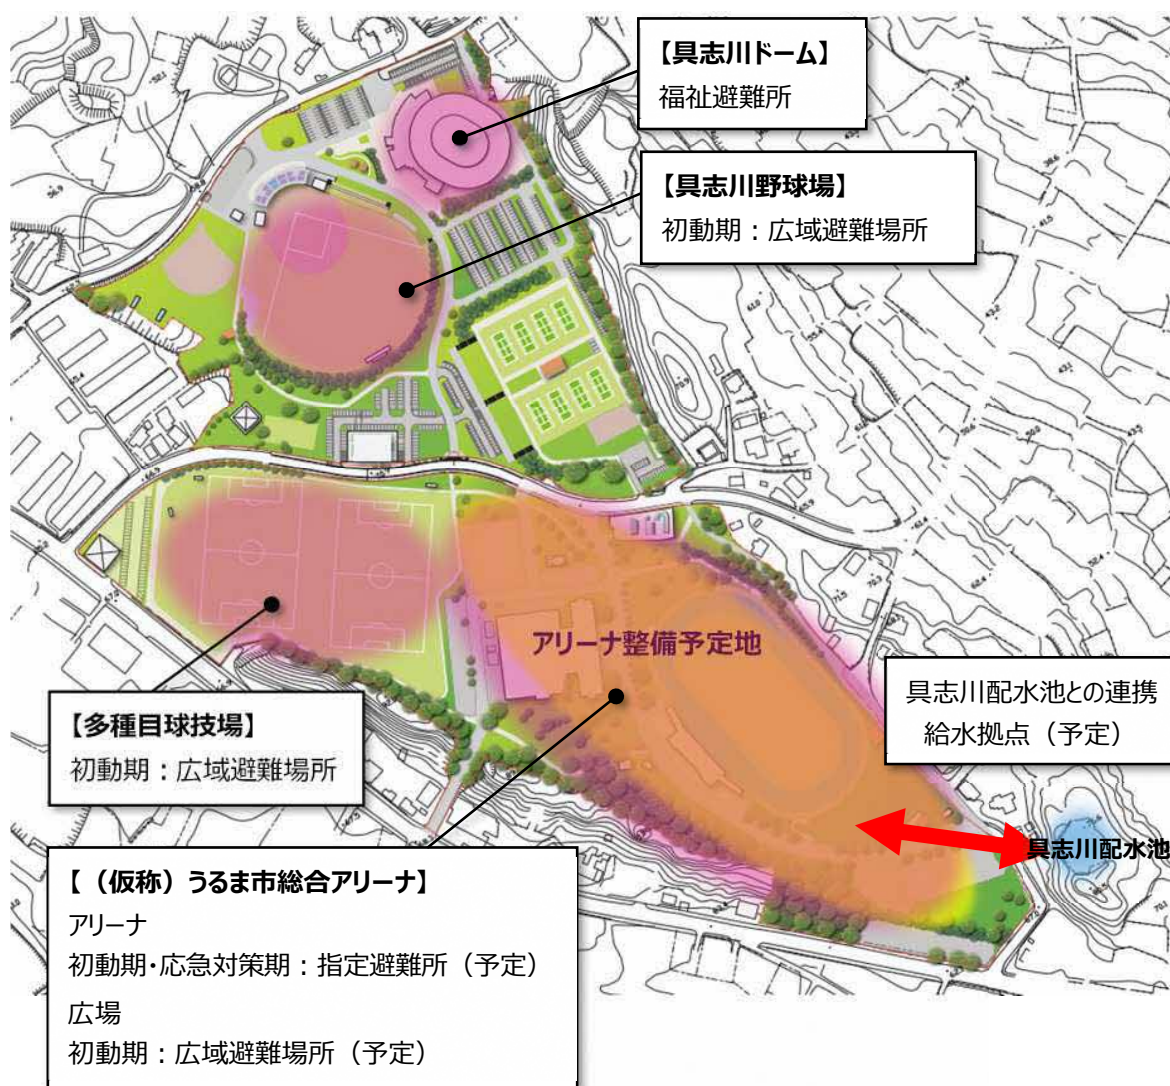 【具志川ドーム】
福祉避難所
【具志川野球場】
初動期：広域避難場所
アリーナ整備予定地
具志川配水池との連携
給水拠点（予定）
【多種目球技場】
初動期：広域避難場所
具志川配水池
【（仮称）うるま市総合アリーナ】
アリーナ
初動期・応急対策期：指定避難所（予定）
広場
初動期：広域避難場所（予定）